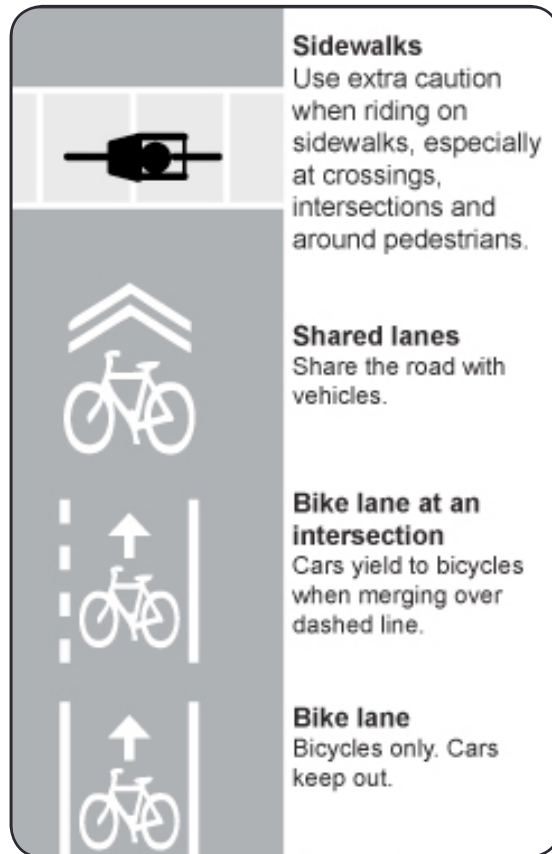 Sidewalks
Use extra caution
when riding on
sidewalks, especially
at crossings,
intersections and
around pedestrians.
Shared lanes
Share the road with
vehicles.
Bike lane at an
intersection
Cars yield to bicycles
when merging over
dashed line.
Bike lane
Bicycles only. Cars
keep out.